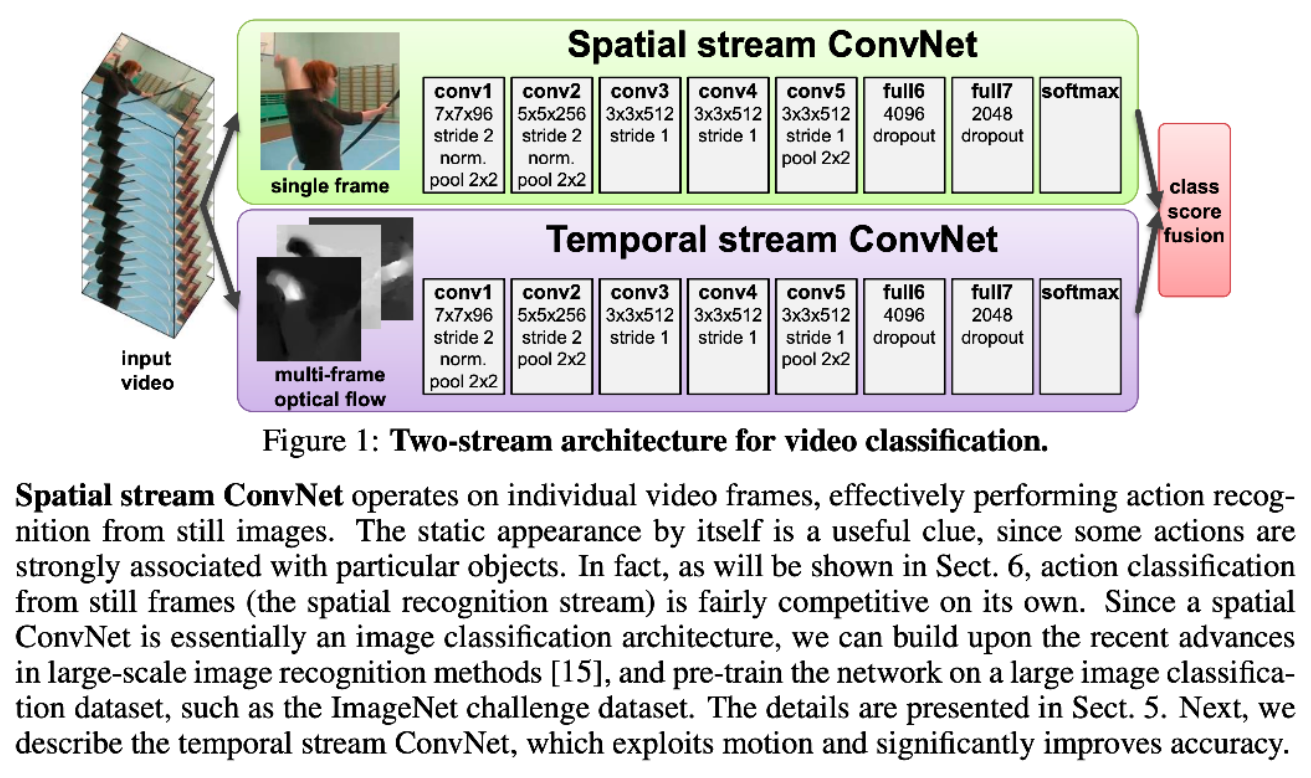 Spatial stream ConvNet
conv1
7x7x96
stride 2
norm.
pool 2x2
conv2
5x5x256
stride 2
norm.
pool 2x2
conv3
3x3x512
stride 1
conv4
3x3x512
stride 1
conv5
3x3x512
stride 1
pool 2x2
full6
4096
dropout
full7
2048
dropout
softmax
single frame
Temporal stream ConvNet
conv1
7x7x96
stride 2
norm.
pool 2x2
conv2
5x5x256
stride 2
pool 2x2
conv3
3x3x512
stride 1
conv4
3x3x512
stride 1
conv5
3x3x512
stride 1
pool 2x2
full6
4096
dropout
full7
2048
dropout
softmax
multi-frame
optical flow
input
video
class
score
fusion
Figure 1: Two-stream architecture for video classification.
Spatial stream ConvNet operates on individual video frames, effectively performing action recog-
nition from still images. The static appearance by itself is a useful clue, since some actions are
strongly associated with particular objects. In fact, as will be shown in Sect. 6, action classification
from still frames (the spatial recognition stream) is fairly competitive on its own. Since a spatial
ConvNet is essentially an image classification architecture, we can build upon the recent advances
in large-scale image recognition methods [15], and pre-train the network on a large image classifica-
tion dataset, such as the ImageNet challenge dataset. The details are presented in Sect. 5. Next, we
describe the temporal stream ConvNet, which exploits motion and significantly improves accuracy.